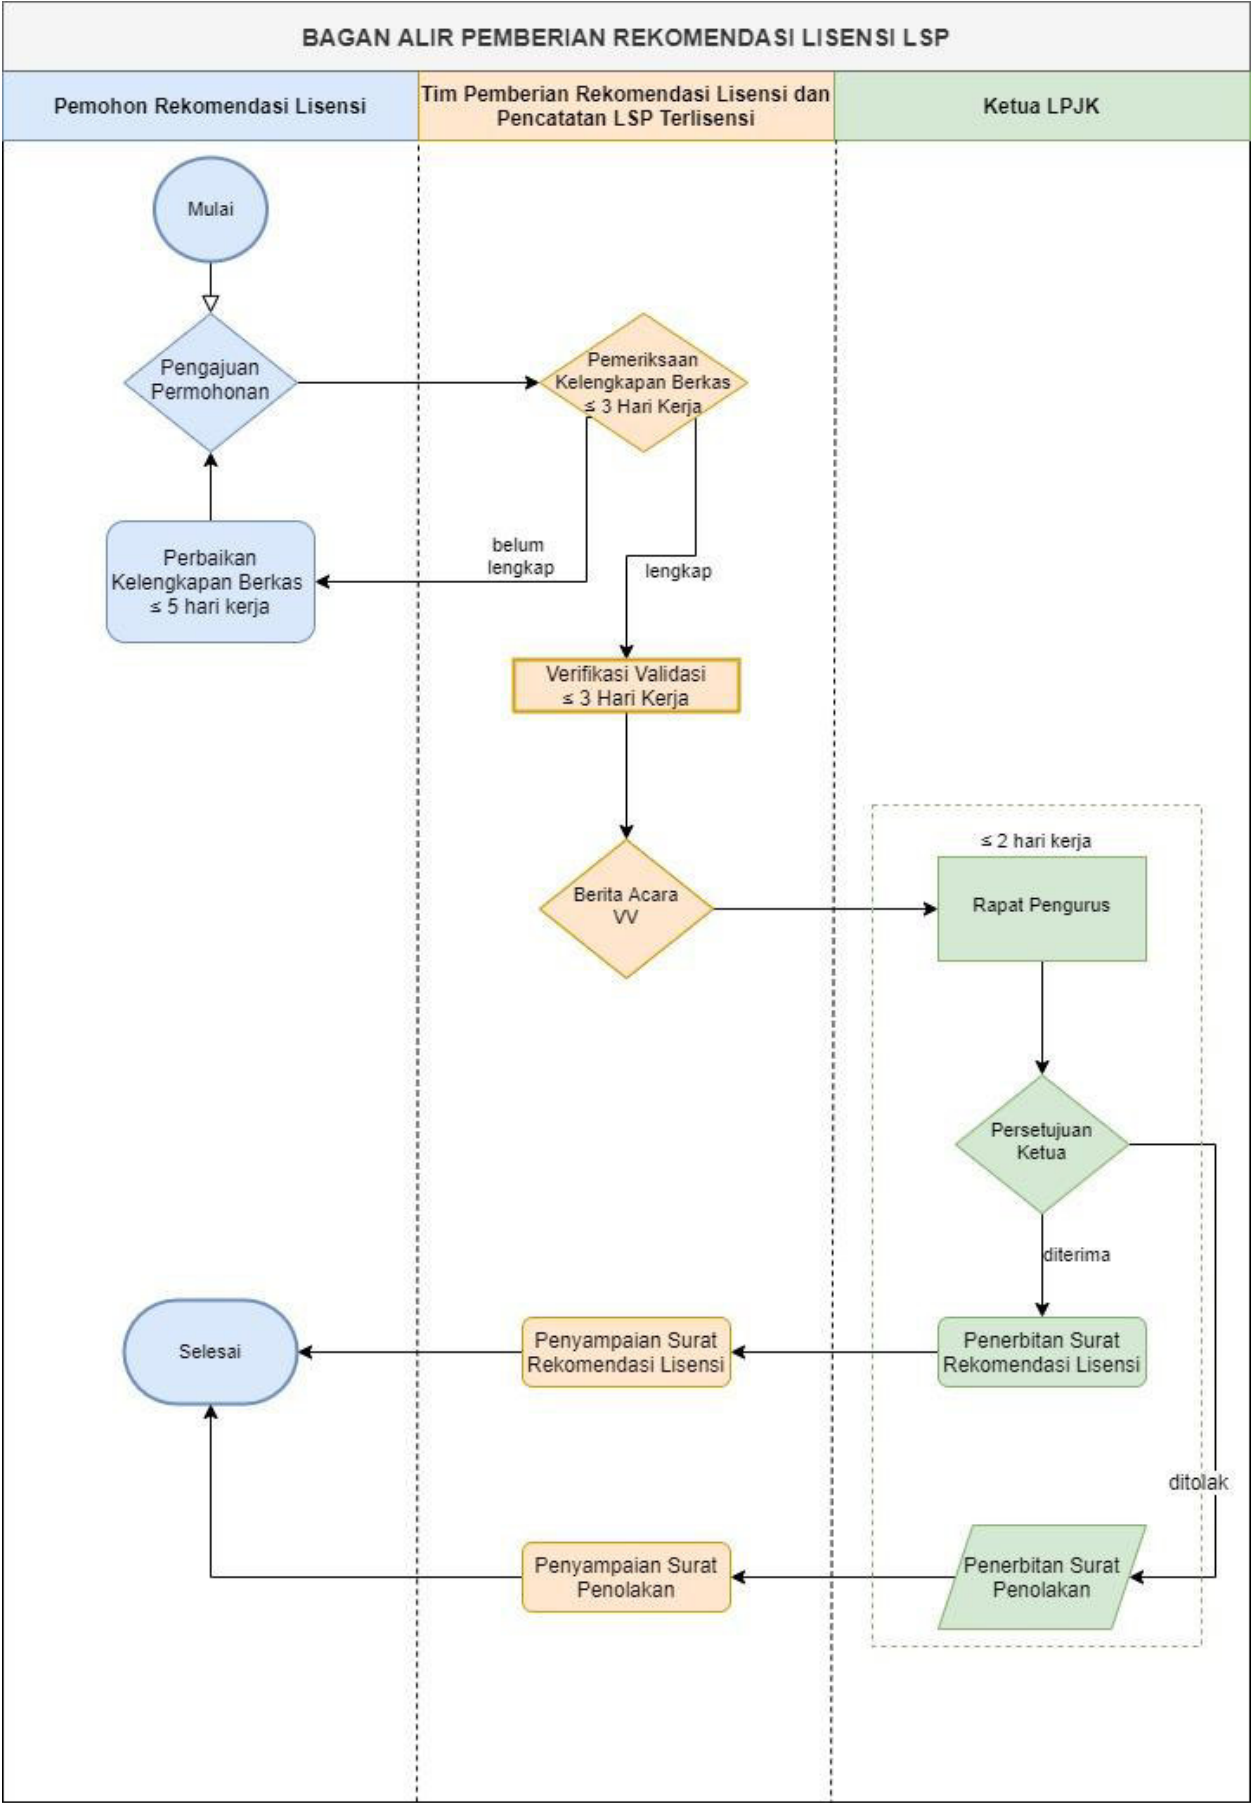 BAGAN ALIR PEMBERIAN REKOMENDASI LISENSI LSP
Pemohon Rekomendasi Lisensi
Tim Pemberian Rekomendasi Lisensi dan
Pencatatan LSP Terlisensi
Ketua LPJK
Mulai
Pengajuan
Permohonan
Pemeriksaan
Kelengkapan Berkas
≤ 3 Hari Kerja
belum
lengkap
lengkap
Perbaikan
Kelengkapan Berkas
≤ 5 hari kerja
Verifikasi Validasi
≤ 3 Hari Kerja
Berita Acara
VV
≤ 2 hari kerja
Rapat Pengurus
Persetujuan
Ketua
diterima
Penerbitan Surat
Rekomendasi Lisensi
Penyampaian Surat
Rekomendasi Lisensi
Selesai
ditolak
Penerbitan Surat
Penolakan
Penyampaian Surat
Penolakan